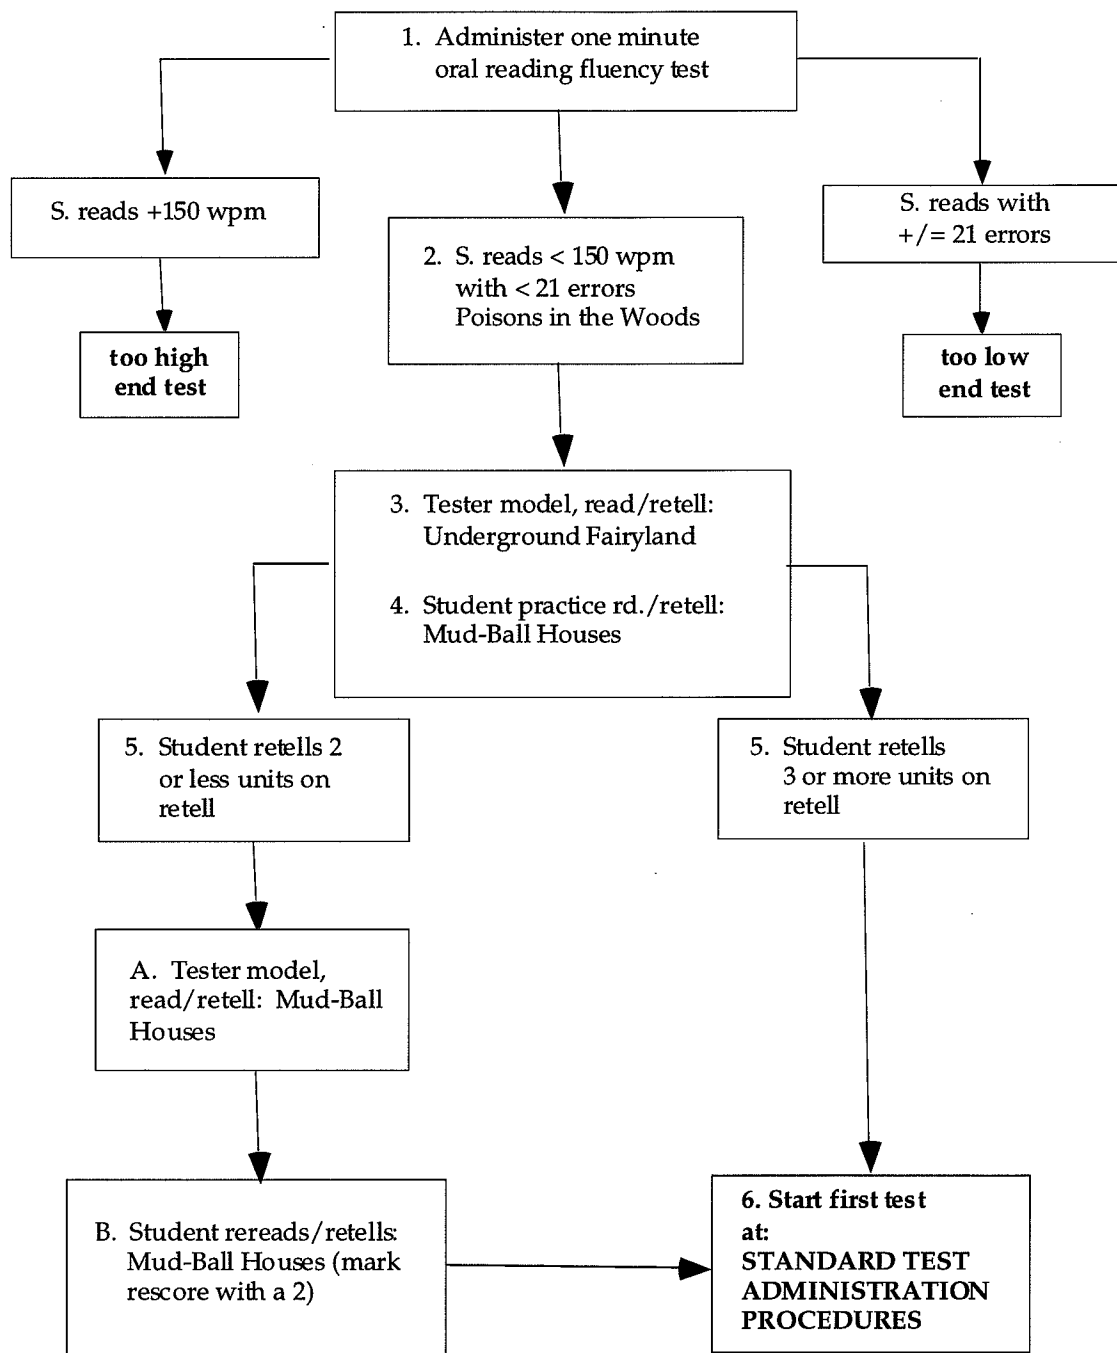 1. Administer one minute
oral reading fluency test
S. reads +150 wpm
2. S. reads < 150 wpm
with < 21 errors
Poisons in the Woods
S. reads with
+/= 21 errors
too high
end test
too low
end test
3. Tester model, read/retell:
Underground Fairyland
4. Student practice rd./retell:
Mud-Ball Houses
5. Student retells 2
or less units on
retell
5. Student retells
3 or more units on
retell
A. Tester model,
read/retell: Mud-Ball
Houses
B. Student rereads/retells:
Mud-Ball Houses (mark
rescore with a 2)
6. Start first test
at:
STANDARD TEST
ADMINISTRATION
PROCEDURES